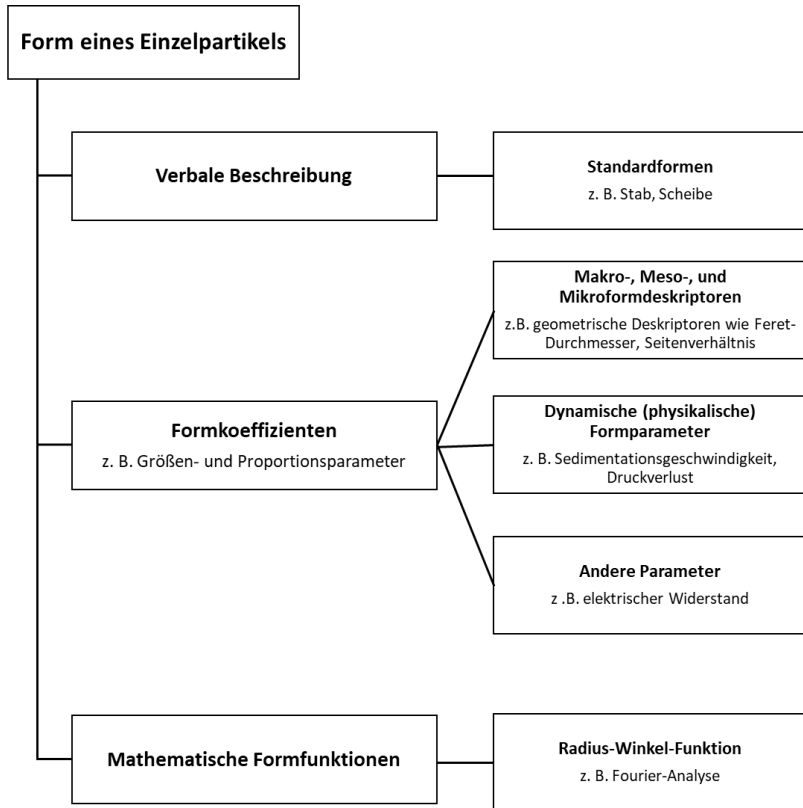 Form eines Einzelpartikels
Verbale Beschreibung
Standardformen
z. B. Stab, Scheibe
Makro-, Meso-, und
Mikroformdeskriptoren
z.B. geometrische Deskriptoren wie Feret-
Durchmesser, Seitenverhältnis
Formkoeffizienten
z. B. Größen- und Proportionsparameter
Dynamische (physikalische)
Formparameter
z. B. Sedimentationsgeschwindigkeit,
Druckverlust
Andere Parameter
z .B. elektrischer Widerstand
Mathematische Formfunktionen
Radius-Winkel-Funktion
z. B. Fourier-Analyse